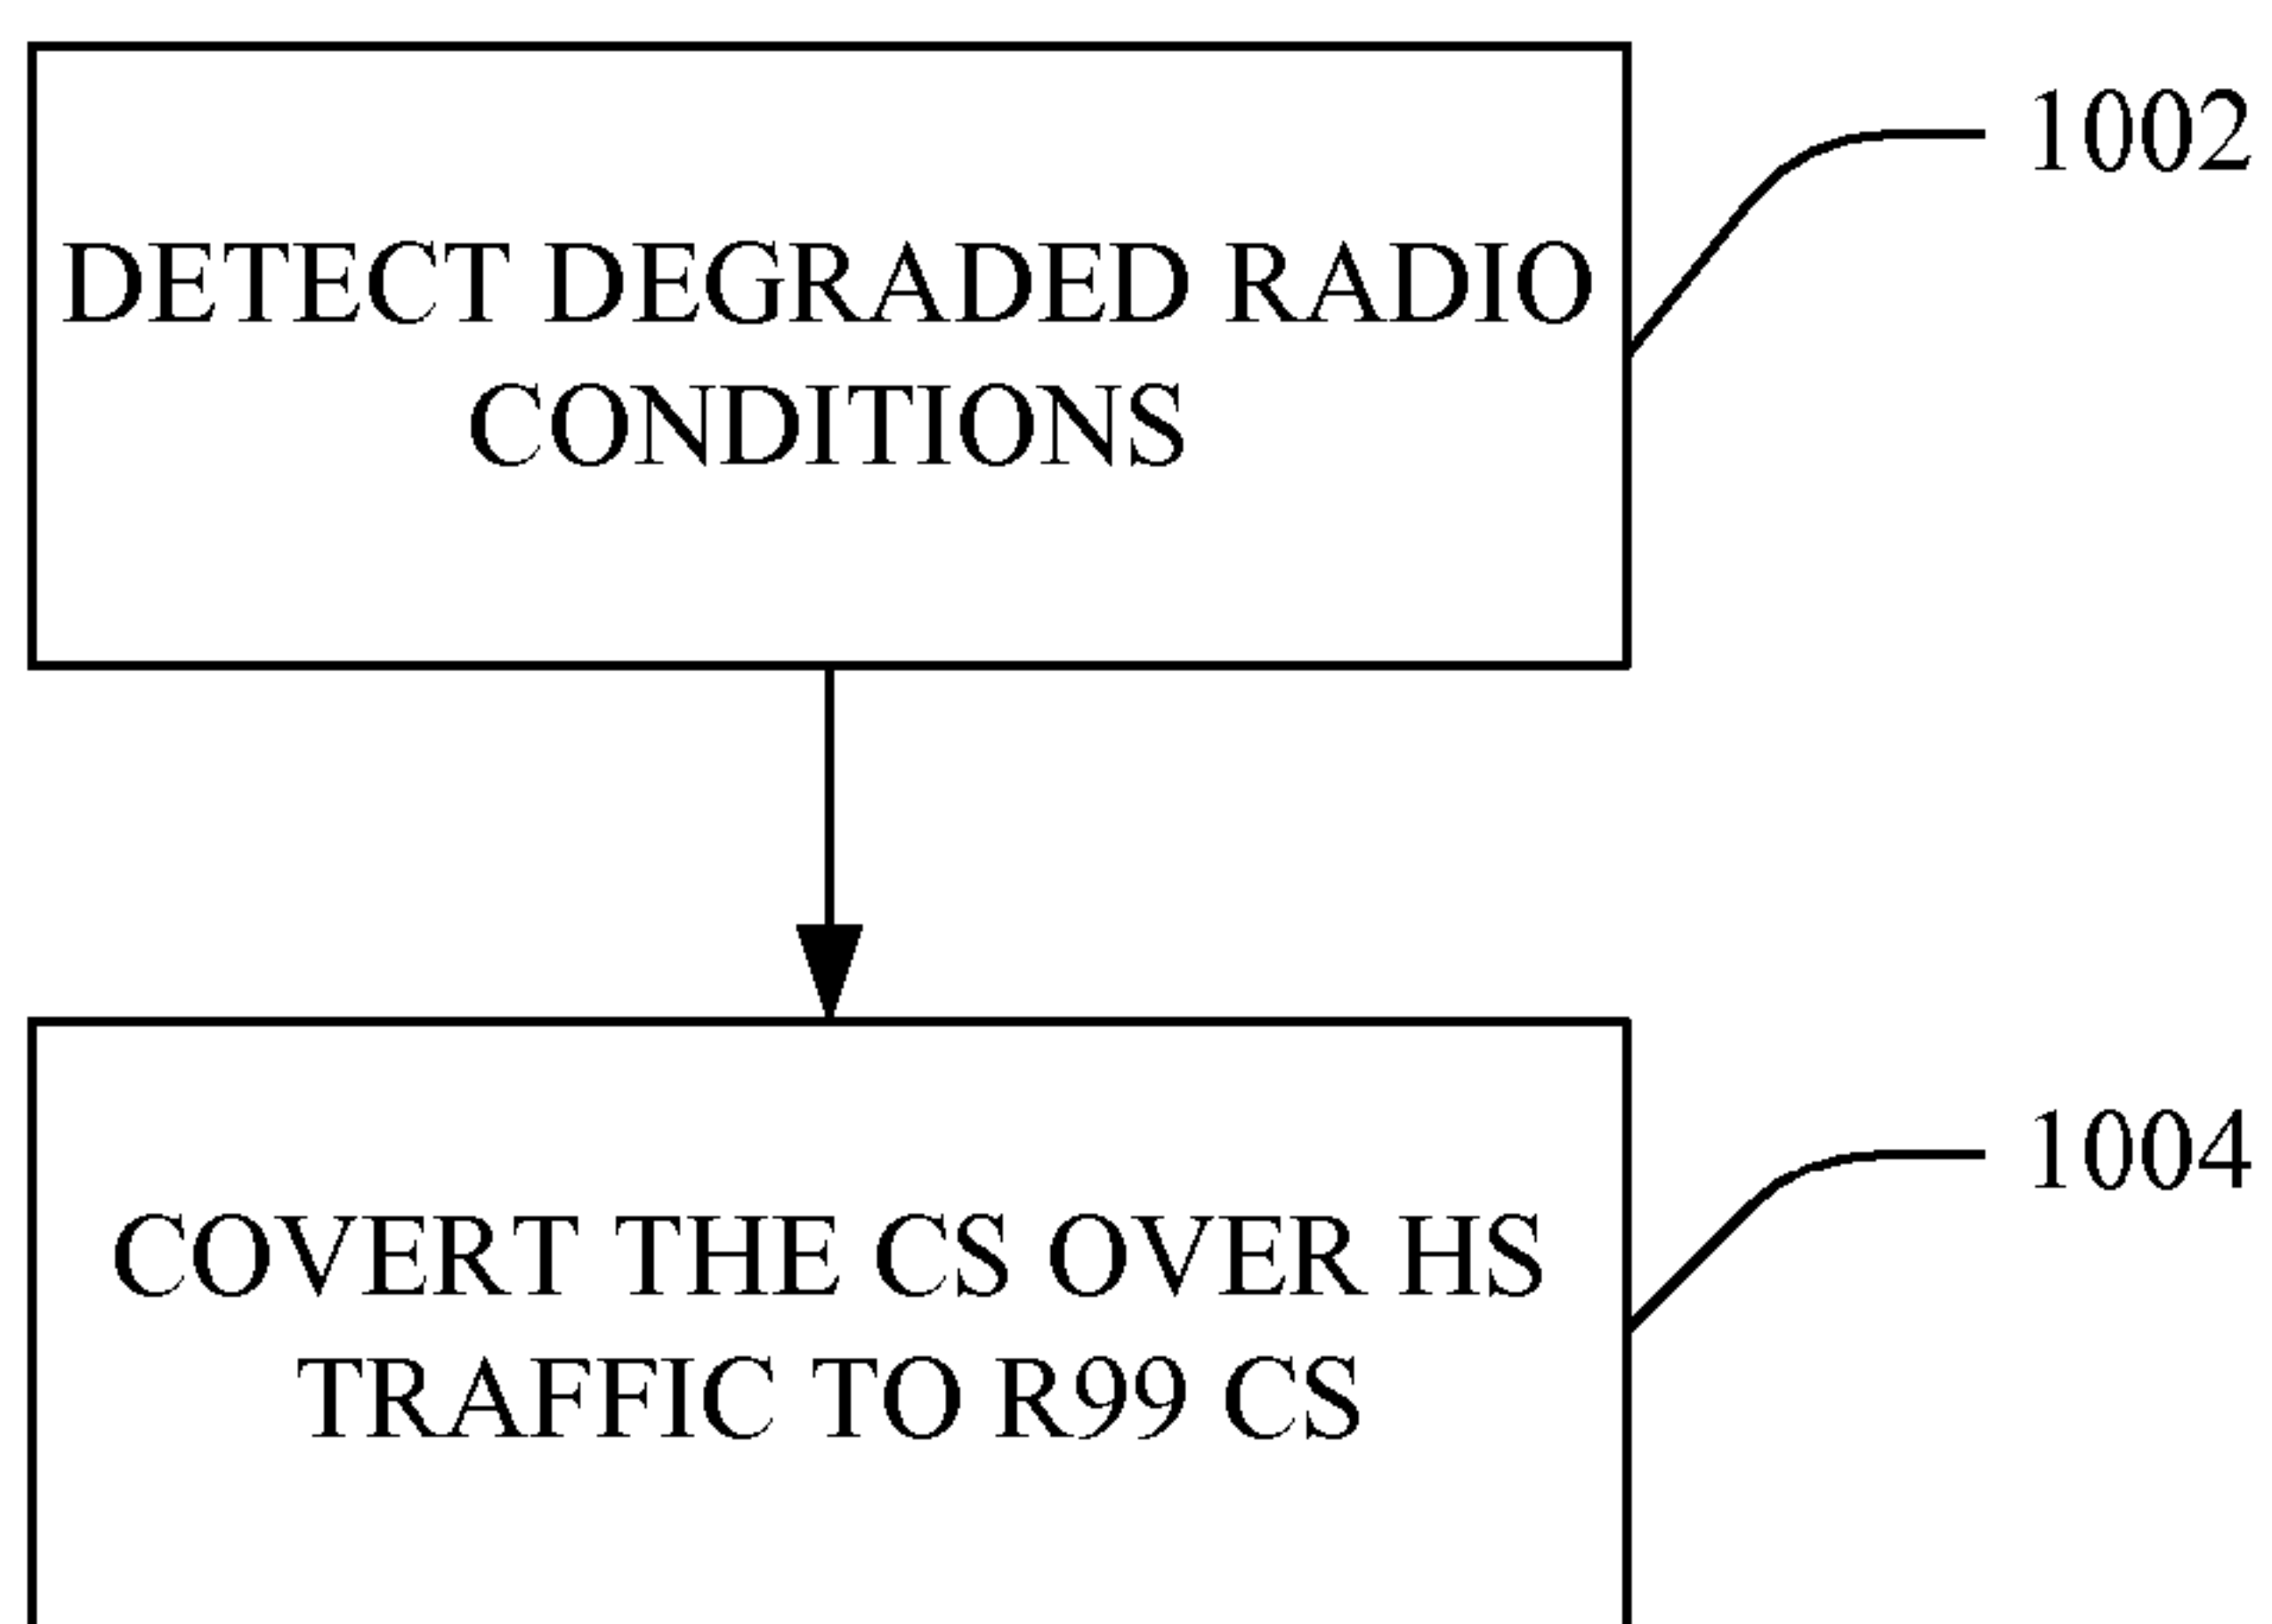 DETECT DEGRADED RADIO
CONDITIONS
1002
COVERT THE CS OVER HS
TRAFFIC TO R99 CS
1004